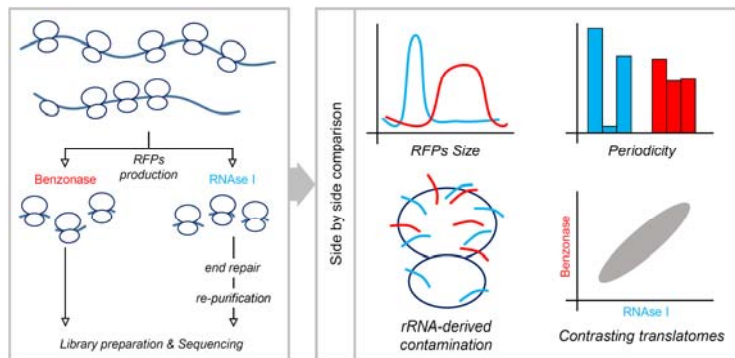 RFPs
production
Benzonase
RNAse I
end repair
re-purification
Library preparation & Sequencing
Side by side comparison
RFPs Size
Periodicity
rRNA-derived
contamination
Benzonase
RNAse I
Contrasting translatomes